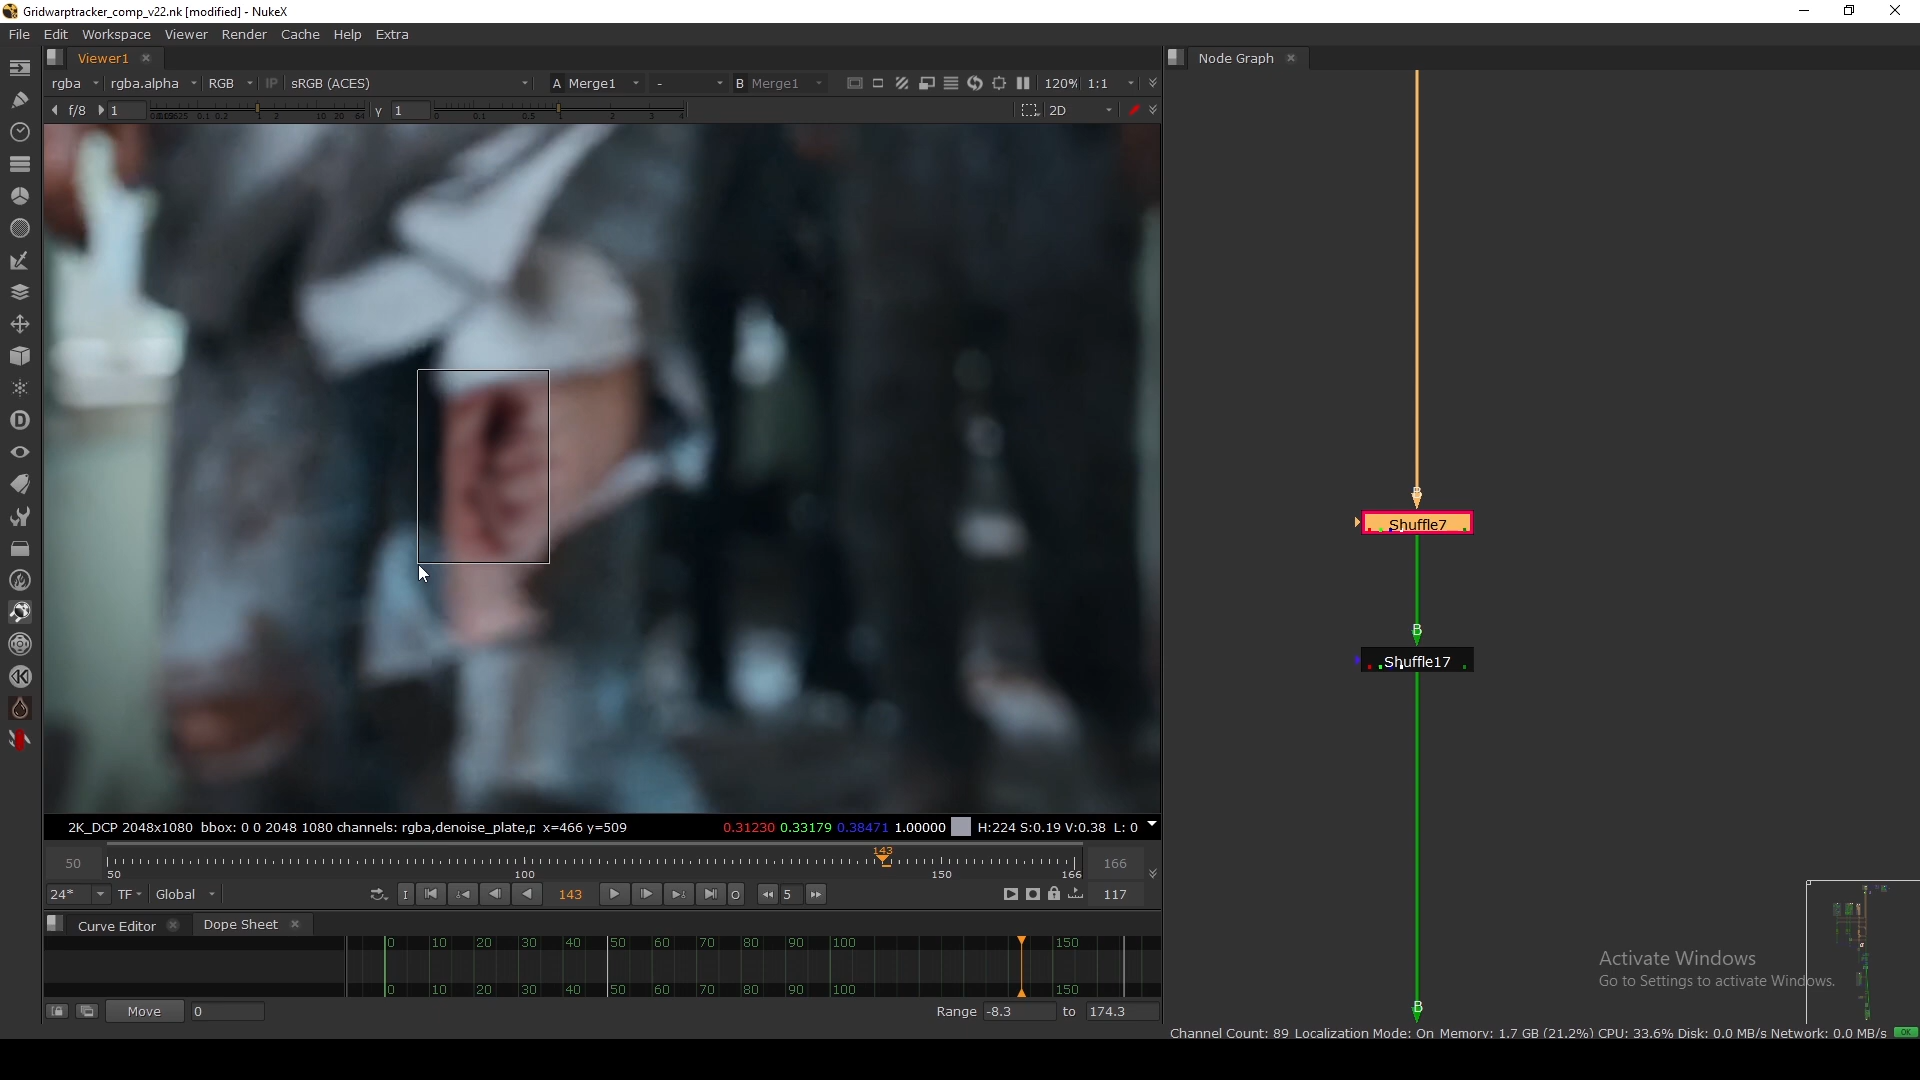 Gridwarptracker_comp_v22.nk [modified] - NukeX
File Edit Workspace Viewer Render Cache Help Extra
Viewer1
Node Graph
rgba rgba.alpha RGB IP sRGB (ACES) A Merge1 - B Merge1 120% 1:1
f/8 1 0.1 0.2 1 2 10 20 64 γ 1 0 0.1 0.5 1 2 3 4 2D
B
Shuffle7
B
Shuffle17
2K_DCP 2048x1080 bbox: 0 0 2048 1080 channels: rgba,denoise_plate,p x=466 y=509 0.31230 0.33179 0.38471 1.00000 H:224 S:0.19 V:0.38 L: 0
143
50 166
50 100 150 166
24* TF Global I 143 O 5 117
Curve Editor Dope Sheet
0 10 20 30 40 50 60 70 80 90 100 150
0 10 20 30 40 50 60 70 80 90 100 150
Move 0 Range -8.3 to 174.3
Activate Windows
Go to Settings to activate Windows.
B
Channel Count: 89 Localization Mode: On Memory: 1.7 GB (21.2%) CPU: 33.6% Disk: 0.0 MB/s Network: 0.0 MB/s OK